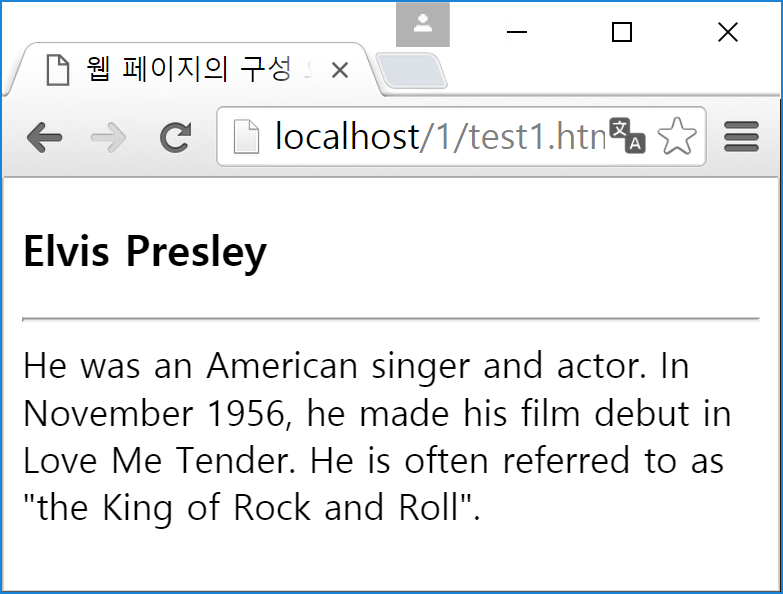 웹 페이지의 구성
localhost/1/test1.htm
Elvis Presley
He was an American singer and actor. In
November 1956, he made his film debut in
Love Me Tender. He is often referred to as
"the King of Rock and Roll".